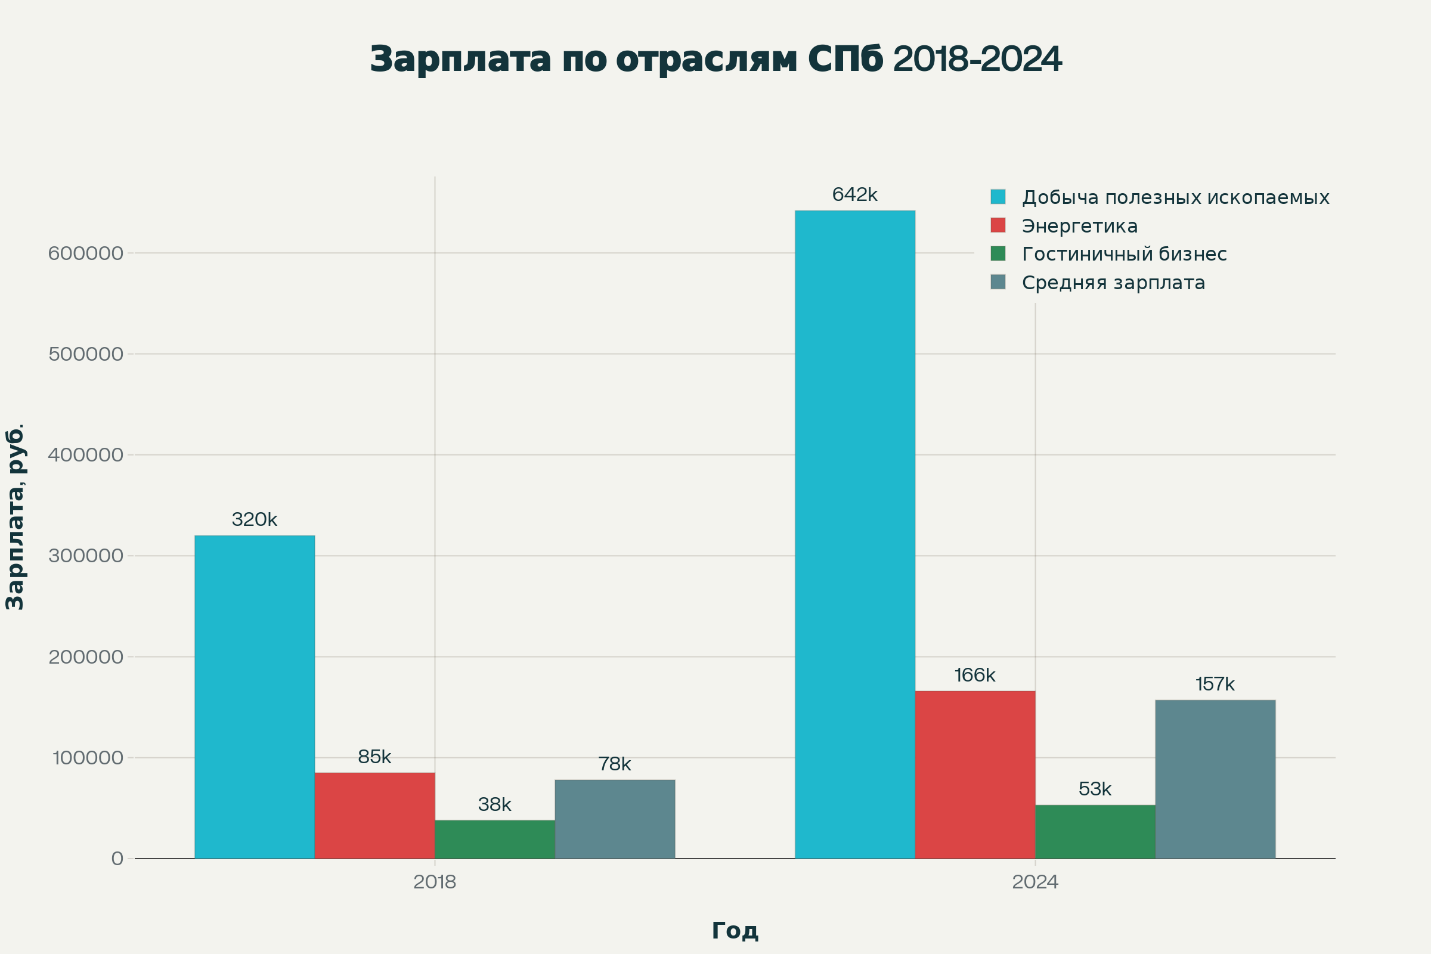 Зарплата по отраслям СПб 2018-2024
642k
Добыча полезных ископаемых
Энергетика
Гостиничный бизнес
Средняя зарплата
600000
500000
400000
300000
200000
100000
0
Зарплата, руб.
320k
85k
38k
78k
166k
53k
157k
2018
2024
Год